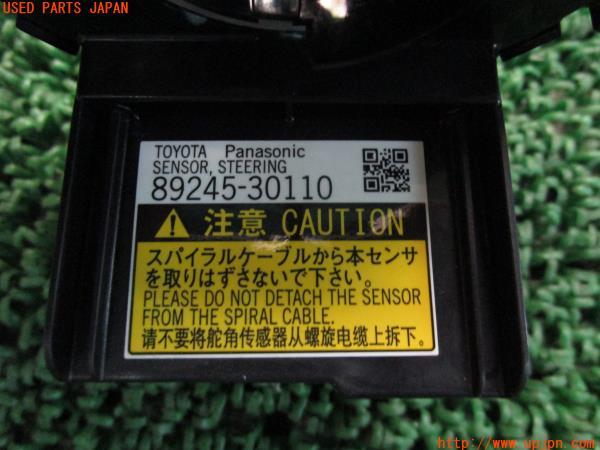 USED PARTS JAPAN
TOYOTA Panasonic
SENSOR, STEERING
89245-30110
注意 CAUTION
スパイラルケーブルから本センサ
を取りはずさないで下さい。
PLEASE DO NOT DETACH THE SENSOR
FROM THE SPIRAL CABLE.
请不要将舵角传感器从螺旋电缆上拆下。
http://www.upjpn.com